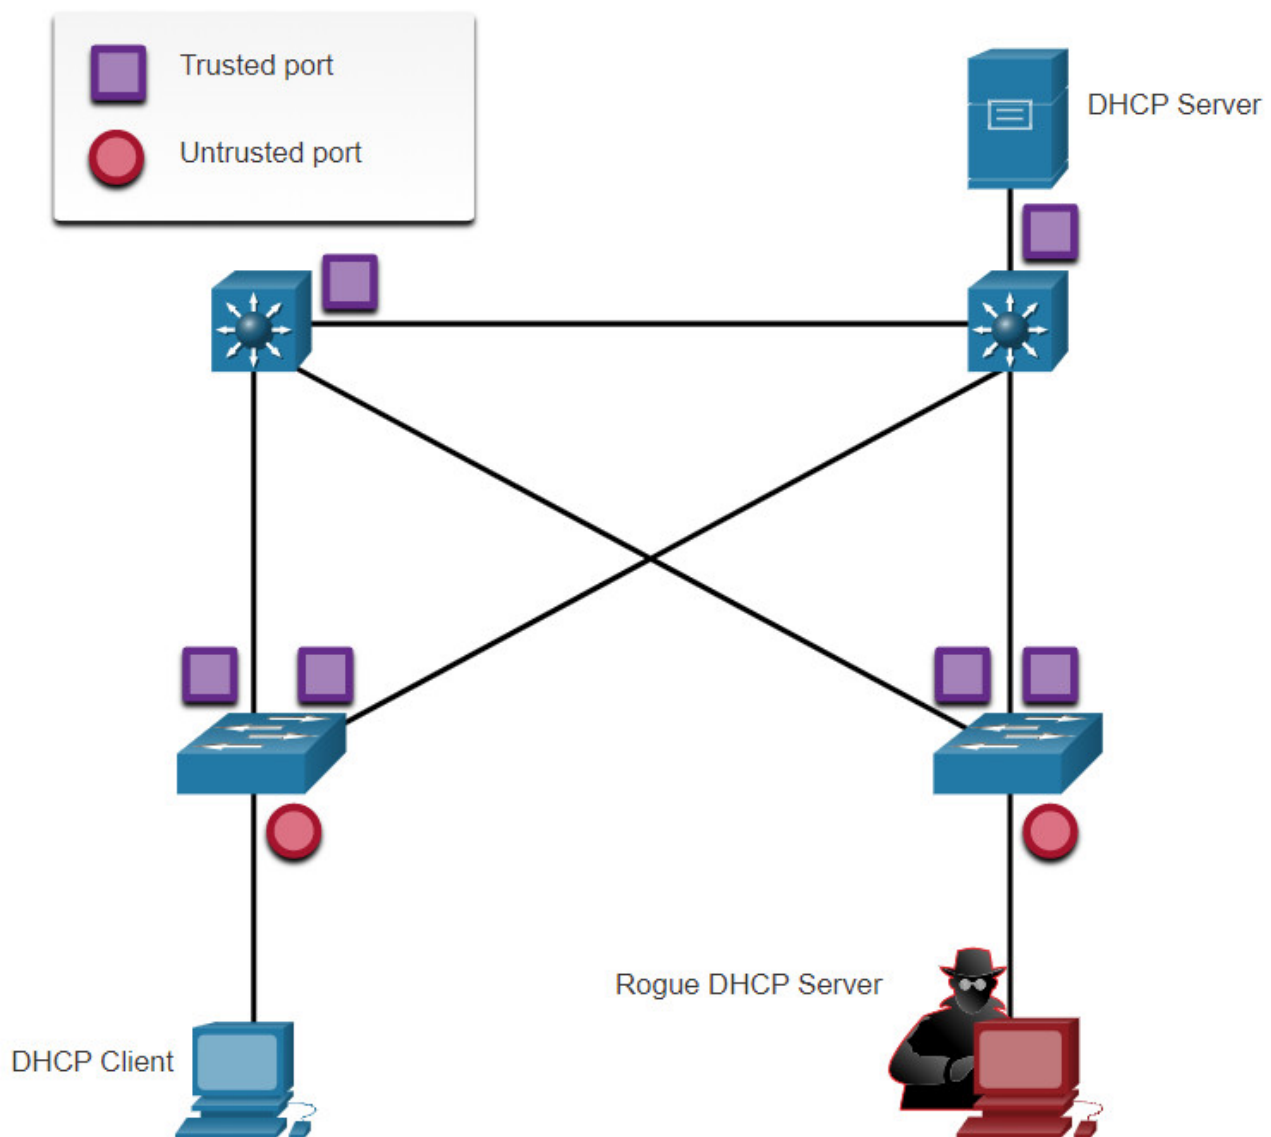 Trusted port
Untrusted port
DHCP Server
Rogue DHCP Server
DHCP Client